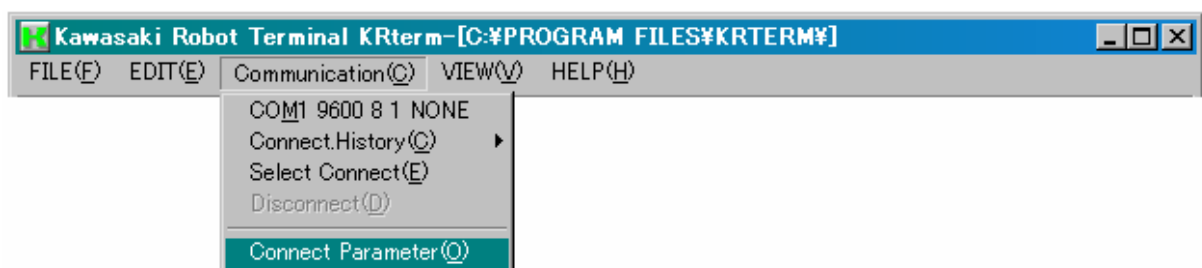 Kawasaki Robot Terminal KRterm-[C:¥PROGRAM FILES¥KRTERM¥]
FILE(F) EDIT(E) Communication(C) VIEW(V) HELP(H)
COM1 9600 8 1 NONE
Connect.History(C)
Select Connect(E)
Disconnect(D)
Connect Parameter(O)